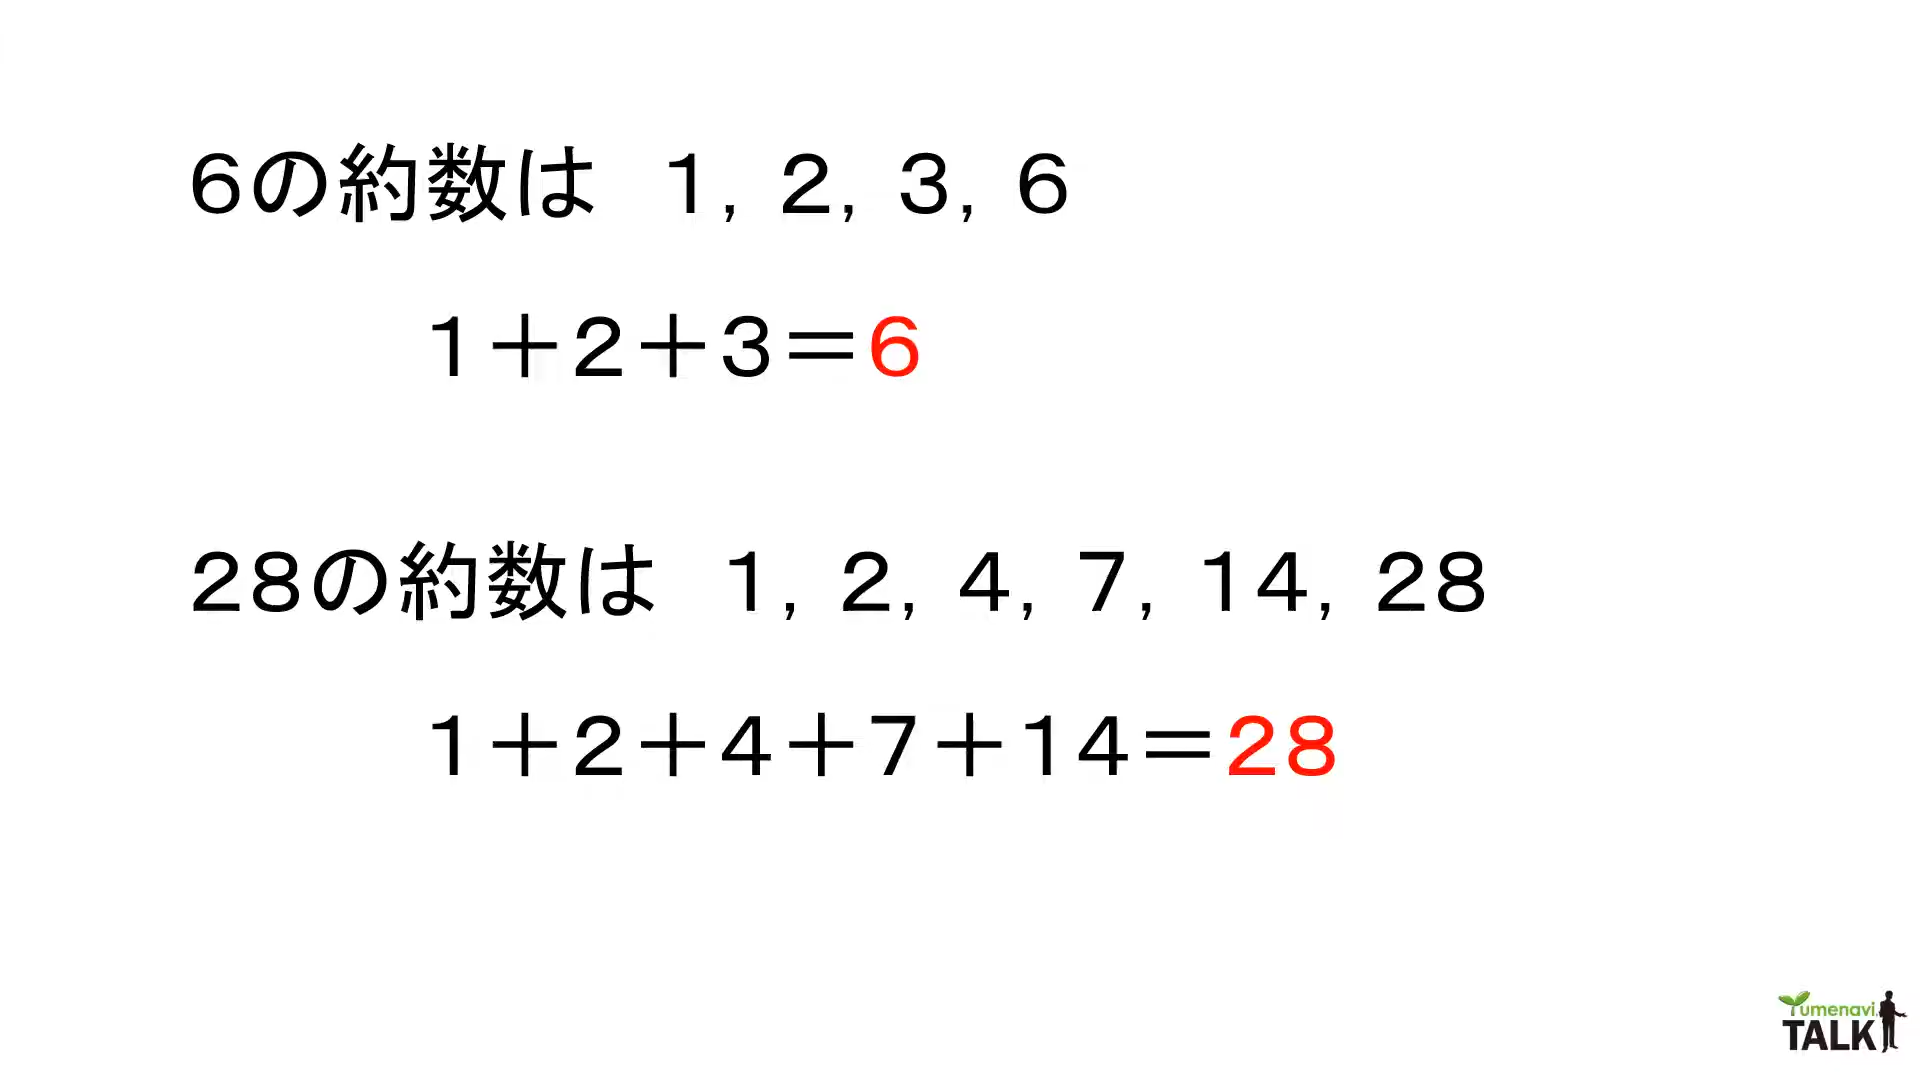 ６の約数は　１，２，３，６
１＋２＋３＝６
２８の約数は　１，２，４，７，１４，２８
１＋２＋４＋７＋１４＝２８
Yumenavi
TALK